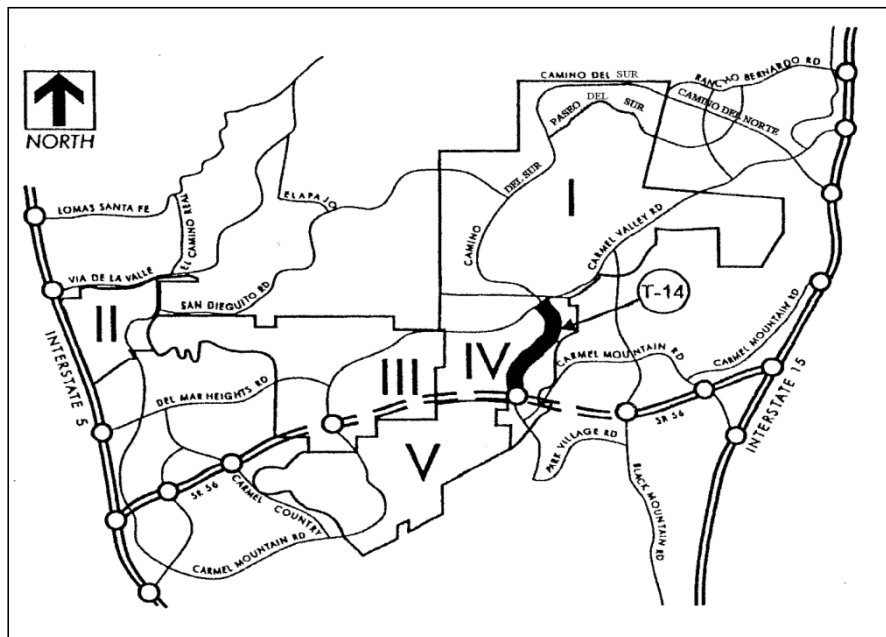 NORTH
CAMINO DEL SUR
RANCHO BERNARDO RD
CAMINO DEL NORTE
PASEO DEL SUR
LOMAS SANTA FE
EL CAMINO REAL
EL APAJO
DEL SUR
CAMINO
I
CARMEL VALLEY RD
VIA DE LA VALLE
SAN DIEGUITO RD
T-14
II
INTERSTATE 5
III
IV
CARMEL MOUNTAIN RD
CARMEL MOUNTAIN RD
DEL MAR HEIGHTS RD
SR 56
INTERSTATE 15
V
PARK VILLAGE RD
BLACK MOUNTAIN RD
SR 56
CARMEL COUNTRY
CARMEL MOUNTAIN RD